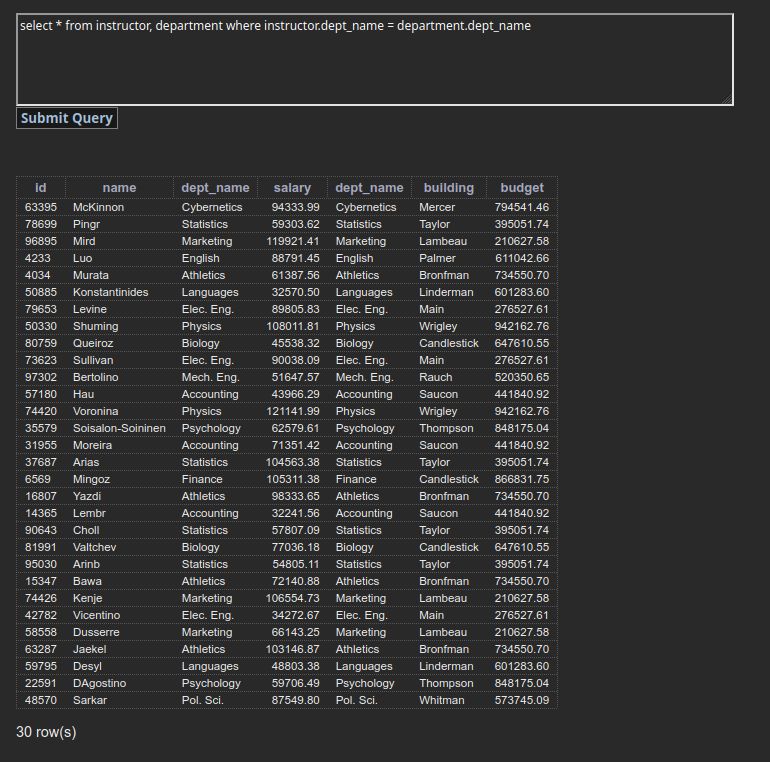 select * from instructor, department where instructor.dept_name = department.dept_name
Submit Query
id name dept_name salary dept_name building budget
63395 McKinnon Cybernetics 94333.99 Cybernetics Mercer 794541.46
78699 Pingr Statistics 59303.62 Statistics Taylor 395051.74
96895 Mird Marketing 119921.41 Marketing Lambeau 210627.58
4233 Luo English 88791.45 English Palmer 611042.66
4034 Murata Athletics 61387.56 Athletics Bronfman 734550.70
50885 Konstantinides Languages 32570.50 Languages Linderman 601283.60
79653 Levine Elec. Eng. 89805.83 Elec. Eng. Main 276527.61
50330 Shuming Physics 108011.81 Physics Wrigley 942162.76
80759 Queiroz Biology 45538.32 Biology Candlestick 647610.55
73623 Sullivan Elec. Eng. 90038.09 Elec. Eng. Main 276527.61
97302 Bertolino Mech. Eng. 51647.57 Mech. Eng. Rauch 520350.65
57180 Hau Accounting 43966.29 Accounting Saucon 441840.92
74420 Voronina Physics 121141.99 Physics Wrigley 942162.76
35579 Soisalon-Soininen Psychology 62579.61 Psychology Thompson 848175.04
31955 Moreira Accounting 71351.42 Accounting Saucon 441840.92
37687 Arias Statistics 104563.38 Statistics Taylor 395051.74
6569 Mingoz Finance 105311.38 Finance Candlestick 866831.75
16807 Yazdi Athletics 98333.65 Athletics Bronfman 734550.70
14365 Lembr Accounting 32241.56 Accounting Saucon 441840.92
90643 Choll Statistics 57807.09 Statistics Taylor 395051.74
81991 Valtchev Biology 77036.18 Biology Candlestick 647610.55
95030 Arinb Statistics 54805.11 Statistics Taylor 395051.74
15347 Bawa Athletics 72140.88 Athletics Bronfman 734550.70
74426 Kenje Marketing 106554.73 Marketing Lambeau 210627.58
42782 Vicentino Elec. Eng. 34272.67 Elec. Eng. Main 276527.61
58558 Dusserre Marketing 66143.25 Marketing Lambeau 210627.58
63287 Jaekel Athletics 103146.87 Athletics Bronfman 734550.70
59795 Desyl Languages 48803.38 Languages Linderman 601283.60
22591 DAgostino Psychology 59706.49 Psychology Thompson 848175.04
48570 Sarkar Pol. Sci. 87549.80 Pol. Sci. Whitman 573745.09
30 row(s)